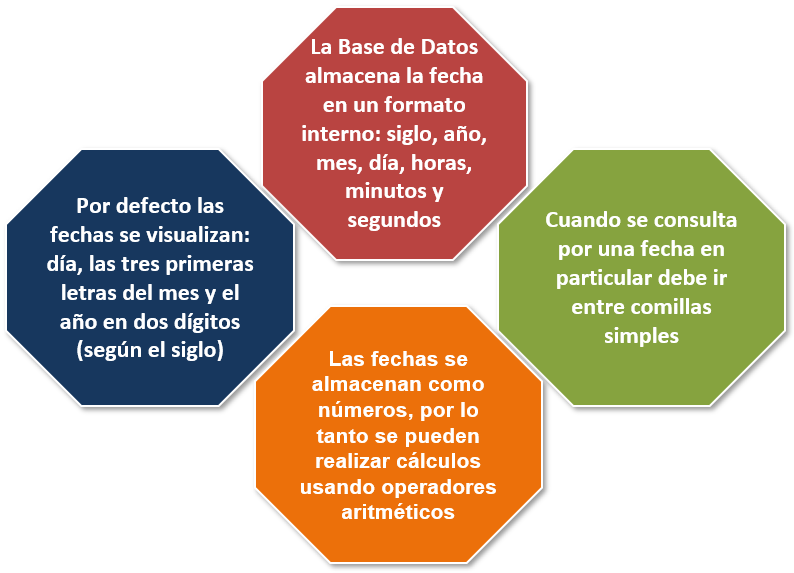 La Base de Datos
almacena la fecha
en un formato
interno: siglo, año,
mes, día, horas,
minutos y
segundos
Por defecto las
fechas se visualizan:
día, las tres primeras
letras del mes y el
año en dos dígitos
(según el siglo)
Cuando se consulta
por una fecha en
particular debe ir
entre comillas
simples
Las fechas se
almacenan como
números, por lo
tanto se pueden
realizar cálculos
usando operadores
aritméticos